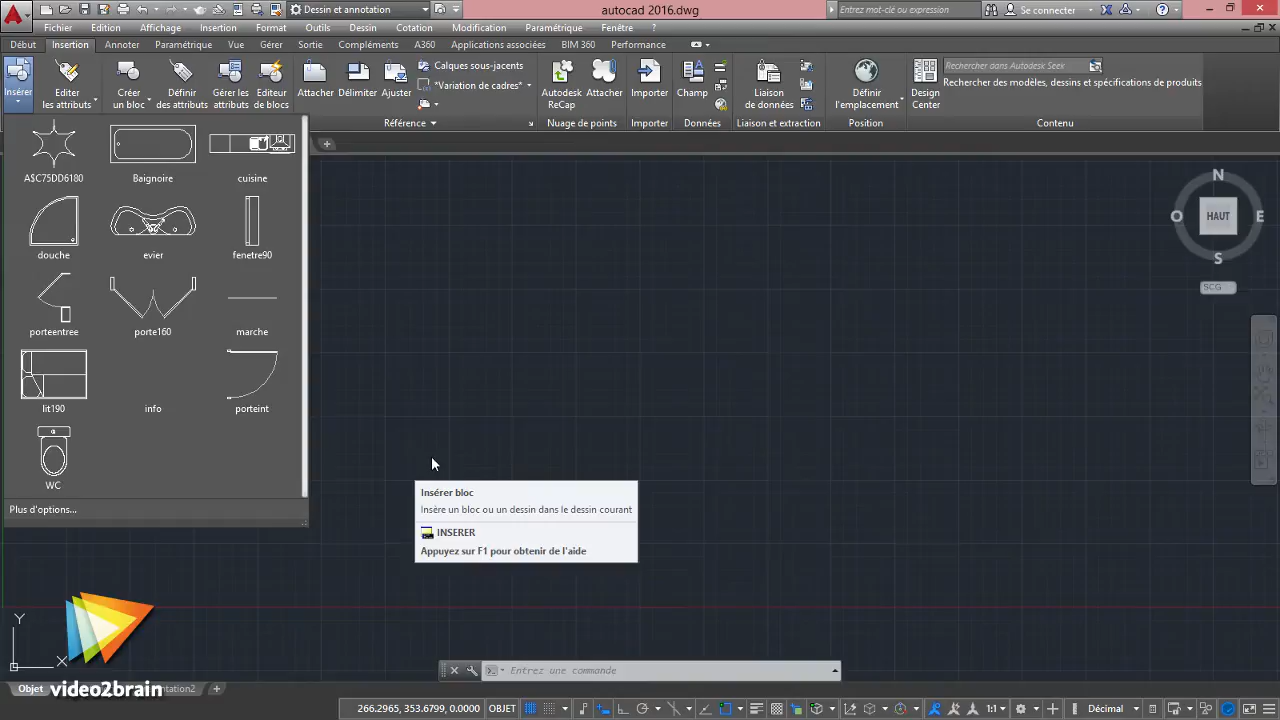 Dessin et annotation
autocad 2016.dwg
Entrez mot-clé ou expression
Se connecter
Fichier Edition Affichage Insertion Format Outils Dessin Cotation Modification Paramétrique Fenêtre ?
Début Insertion Annoter Paramétrique Vue Gérer Sortie Compléments A360 Applications associées BIM 360 Performance
Insérer
Editer
les attributs
Créer
un bloc
Définir
des attributs
Gérer les
attributs
Editeur
de blocs
Attacher
Délimiter
Ajuster
Calques sous-jacents
*Variation de cadres*
Autodesk
ReCap
Attacher
Importer
Champ
Liaison
de données
Définir
l'emplacement
Design
Center
Rechercher dans Autodesk Seek
Rechercher des modèles, dessins et spécifications de produits
Référence
Nuage de points
Importer
Données
Liaison et extraction
Position
Contenu
A$C75DD6180
Baignoire
cuisine
douche
evier
fenetre90
porteentree
porte160
marche
lit190
info
porteint
WC
Plus d'options...
N
O
HAUT
E
S
SCG
Insérer bloc
Insère un bloc ou un dessin dans le dessin courant
INSERER
Appuyez sur F1 pour obtenir de l'aide
Y
X
Entrez une commande
Objet
ntation2
video2brain
266.2965, 353.6799, 0.0000 OBJET
1:1
Décimal